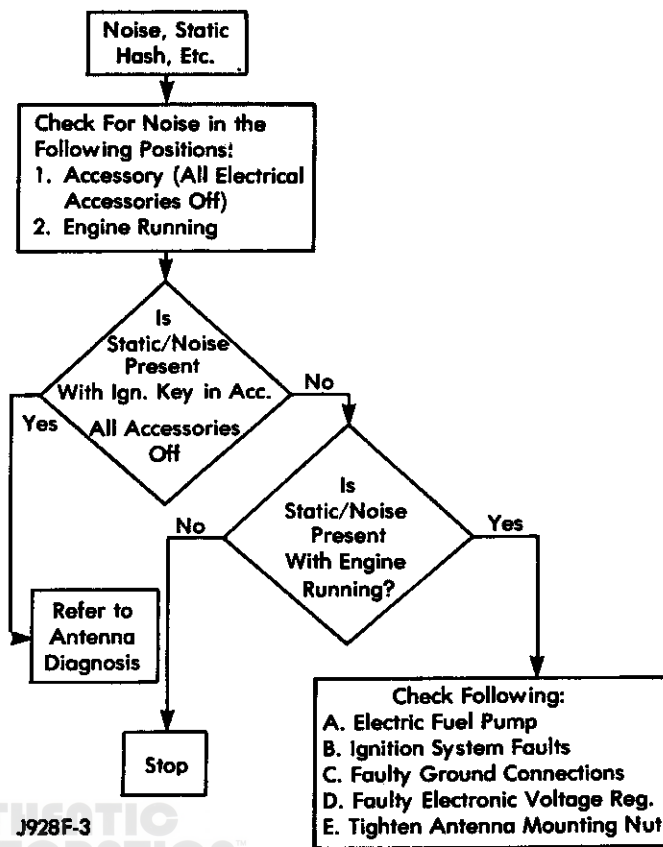 Noise, Static
Hash, Etc.
Check For Noise in the
Following Positions:
1. Accessory (All Electrical
Accessories Off)
2. Engine Running
Is
Static/Noise
Present
With Ign. Key in Acc.
All Accessories
Off
Yes
No
Is
Static/Noise
Present
With Engine
Running?
No
Yes
Refer to
Antenna
Diagnosis
Stop
Check Following:
A. Electric Fuel Pump
B. Ignition System Faults
C. Faulty Ground Connections
D. Faulty Electronic Voltage Reg.
E. Tighten Antenna Mounting Nut
J928F-3